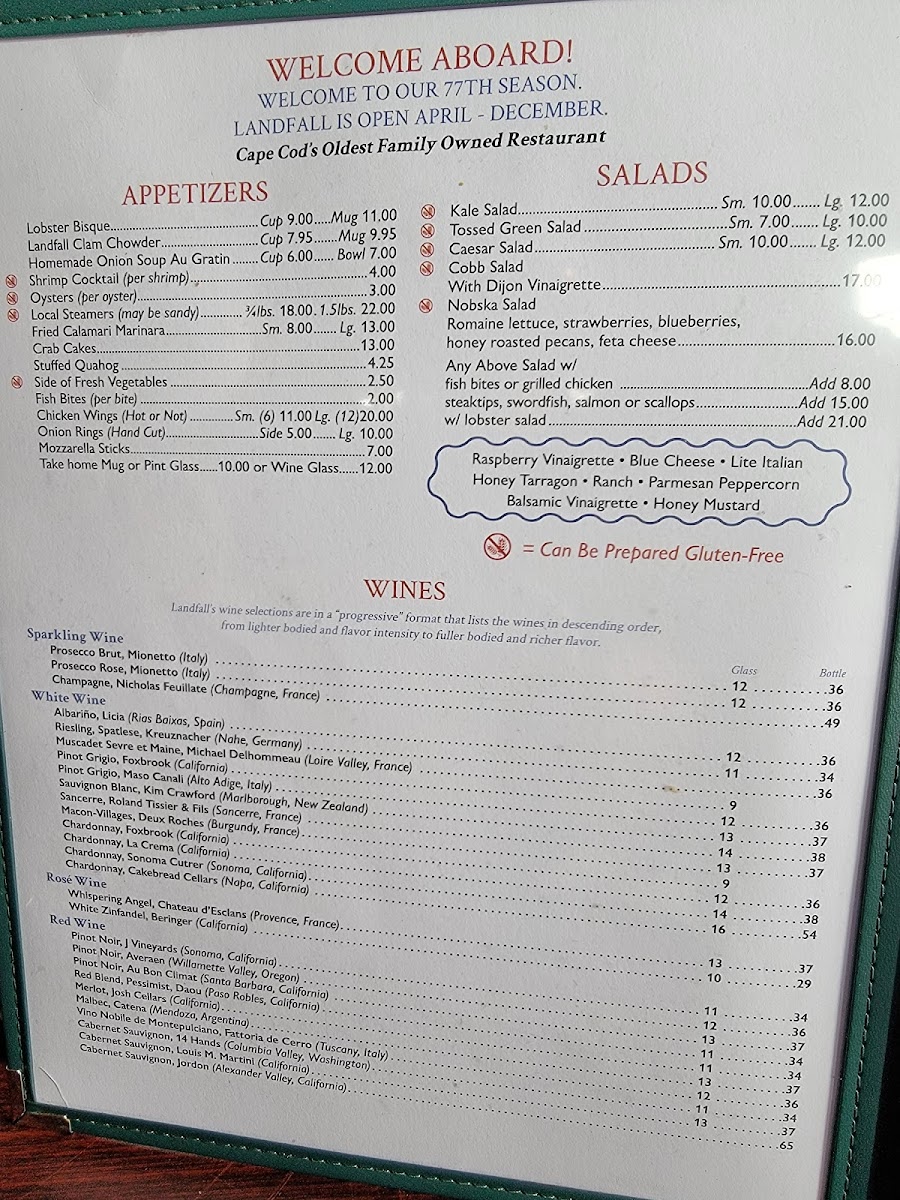 WELCOME ABOARD!
WELCOME TO OUR 77TH SEASON.
LANDFALL IS OPEN APRIL - DECEMBER.
Cape Cod's Oldest Family Owned Restaurant
APPETIZERS
Lobster Bisque Cup 9.00 Mug 11.00
Landfall Clam Chowder Cup 7.95 Mug 9.95
Homemade Onion Soup Au Gratin Cup 6.00 Bowl 7.00
Shrimp Cocktail (per shrimp) 4.00
Oysters (per oyster) 3.00
Local Steamers (may be sandy) ¾lbs. 18.00 1.5lbs. 22.00
Fried Calamari Marinara Sm. 8.00 Lg. 13.00
Crab Cakes 13.00
Stuffed Quahog 4.25
Side of Fresh Vegetables 2.50
Fish Bites (per bite) 2.00
Chicken Wings (Hot or Not) Sm. (6) 11.00 Lg. (12)20.00
Onion Rings (Hand Cut) Side 5.00 Lg. 10.00
Mozzarella Sticks 7.00
Take home Mug or Pint Glass 10.00 or Wine Glass 12.00
SALADS
Kale Salad Sm. 10.00 Lg. 12.00
Tossed Green Salad Sm. 7.00 Lg. 10.00
Caesar Salad Sm. 10.00 Lg. 12.00
Cobb Salad
With Dijon Vinaigrette 17.00
Nobska Salad
Romaine lettuce, strawberries, blueberries,
honey roasted pecans, feta cheese 16.00
Any Above Salad w/
fish bites or grilled chicken Add 8.00
steaktips, swordfish, salmon or scallops Add 15.00
w/ lobster salad Add 21.00
Raspberry Vinaigrette • Blue Cheese • Lite Italian
Honey Tarragon • Ranch • Parmesan Peppercorn
Balsamic Vinaigrette • Honey Mustard
= Can Be Prepared Gluten-Free
WINES
Landfall's wine selections are in a "progressive" format that lists the wines in descending order,
from lighter bodied and flavor intensity to fuller bodied and richer flavor.
Glass Bottle
Sparkling Wine
Prosecco Brut, Mionetto (Italy) 12 36
Prosecco Rose, Mionetto (Italy) 12 36
Champagne, Nicholas Feuillate (Champagne, France) 49
White Wine
Albariño, Licia (Rias Baixas, Spain) 12 36
Riesling, Spatlese, Kreuznacher (Nahe, Germany) 11 34
Muscadet Sevre et Maine, Michael Delhommeau (Loire Valley, France) 36
Pinot Grigio, Foxbrook (California) 9
Pinot Grigio, Maso Canali (Alto Adige, Italy) 12 36
Sauvignon Blanc, Kim Crawford (Marlborough, New Zealand) 13 37
Sancerre, Roland Tissier & Fils (Sancerre, France) 14 38
Macon-Villages, Deux Roches (Burgundy, France) 13 37
Chardonnay, Foxbrook (California) 9
Chardonnay, La Crema (California) 12 36
Chardonnay, Sonoma Cutrer (Sonoma, California) 14 38
Chardonnay, Cakebread Cellars (Napa, California) 16 54
Rosé Wine
Whispering Angel, Chateau d'Esclans (Provence, France) 13 37
White Zinfandel, Beringer (California) 10 29
Red Wine
Pinot Noir, J Vineyards (Sonoma, California) 11 34
Pinot Noir, Averaen (Willamette Valley, Oregon) 12 36
Pinot Noir, Au Bon Climat (Santa Barbara, California) 13 37
Red Blend, Pessimist, Daou (Paso Robles, California) 11 34
Merlot, Josh Cellars (California) 11 34
Malbec, Catena (Mendoza, Argentina) 13 37
Vino Nobile de Montepulciano, Fattoria de Cerro (Tuscany, Italy) 12 36
Cabernet Sauvignon, 14 Hands (Columbia Valley, Washington) 11 34
Cabernet Sauvignon, Louis M. Martini (California) 13 37
Cabernet Sauvignon, Jordon (Alexander Valley, California) 65